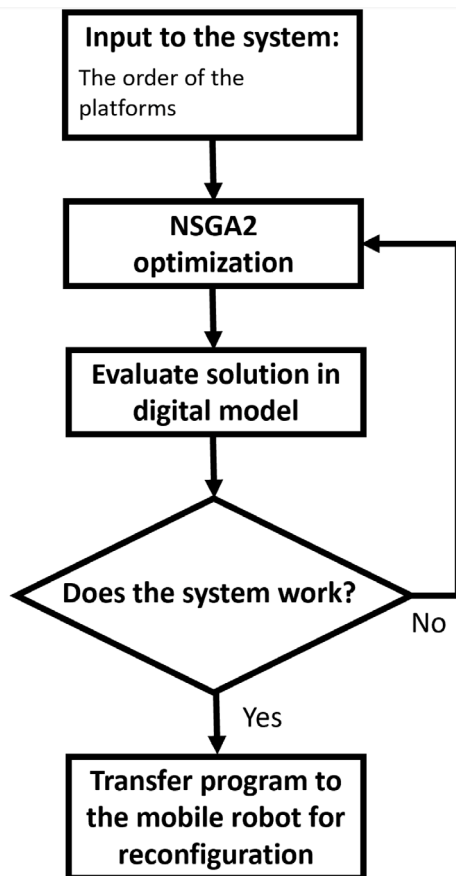 Input to the system:
The order of the
platforms
NSGA2
optimization
Evaluate solution in
digital model
Does the system work?
No
Yes
Transfer program to
the mobile robot for
reconfiguration